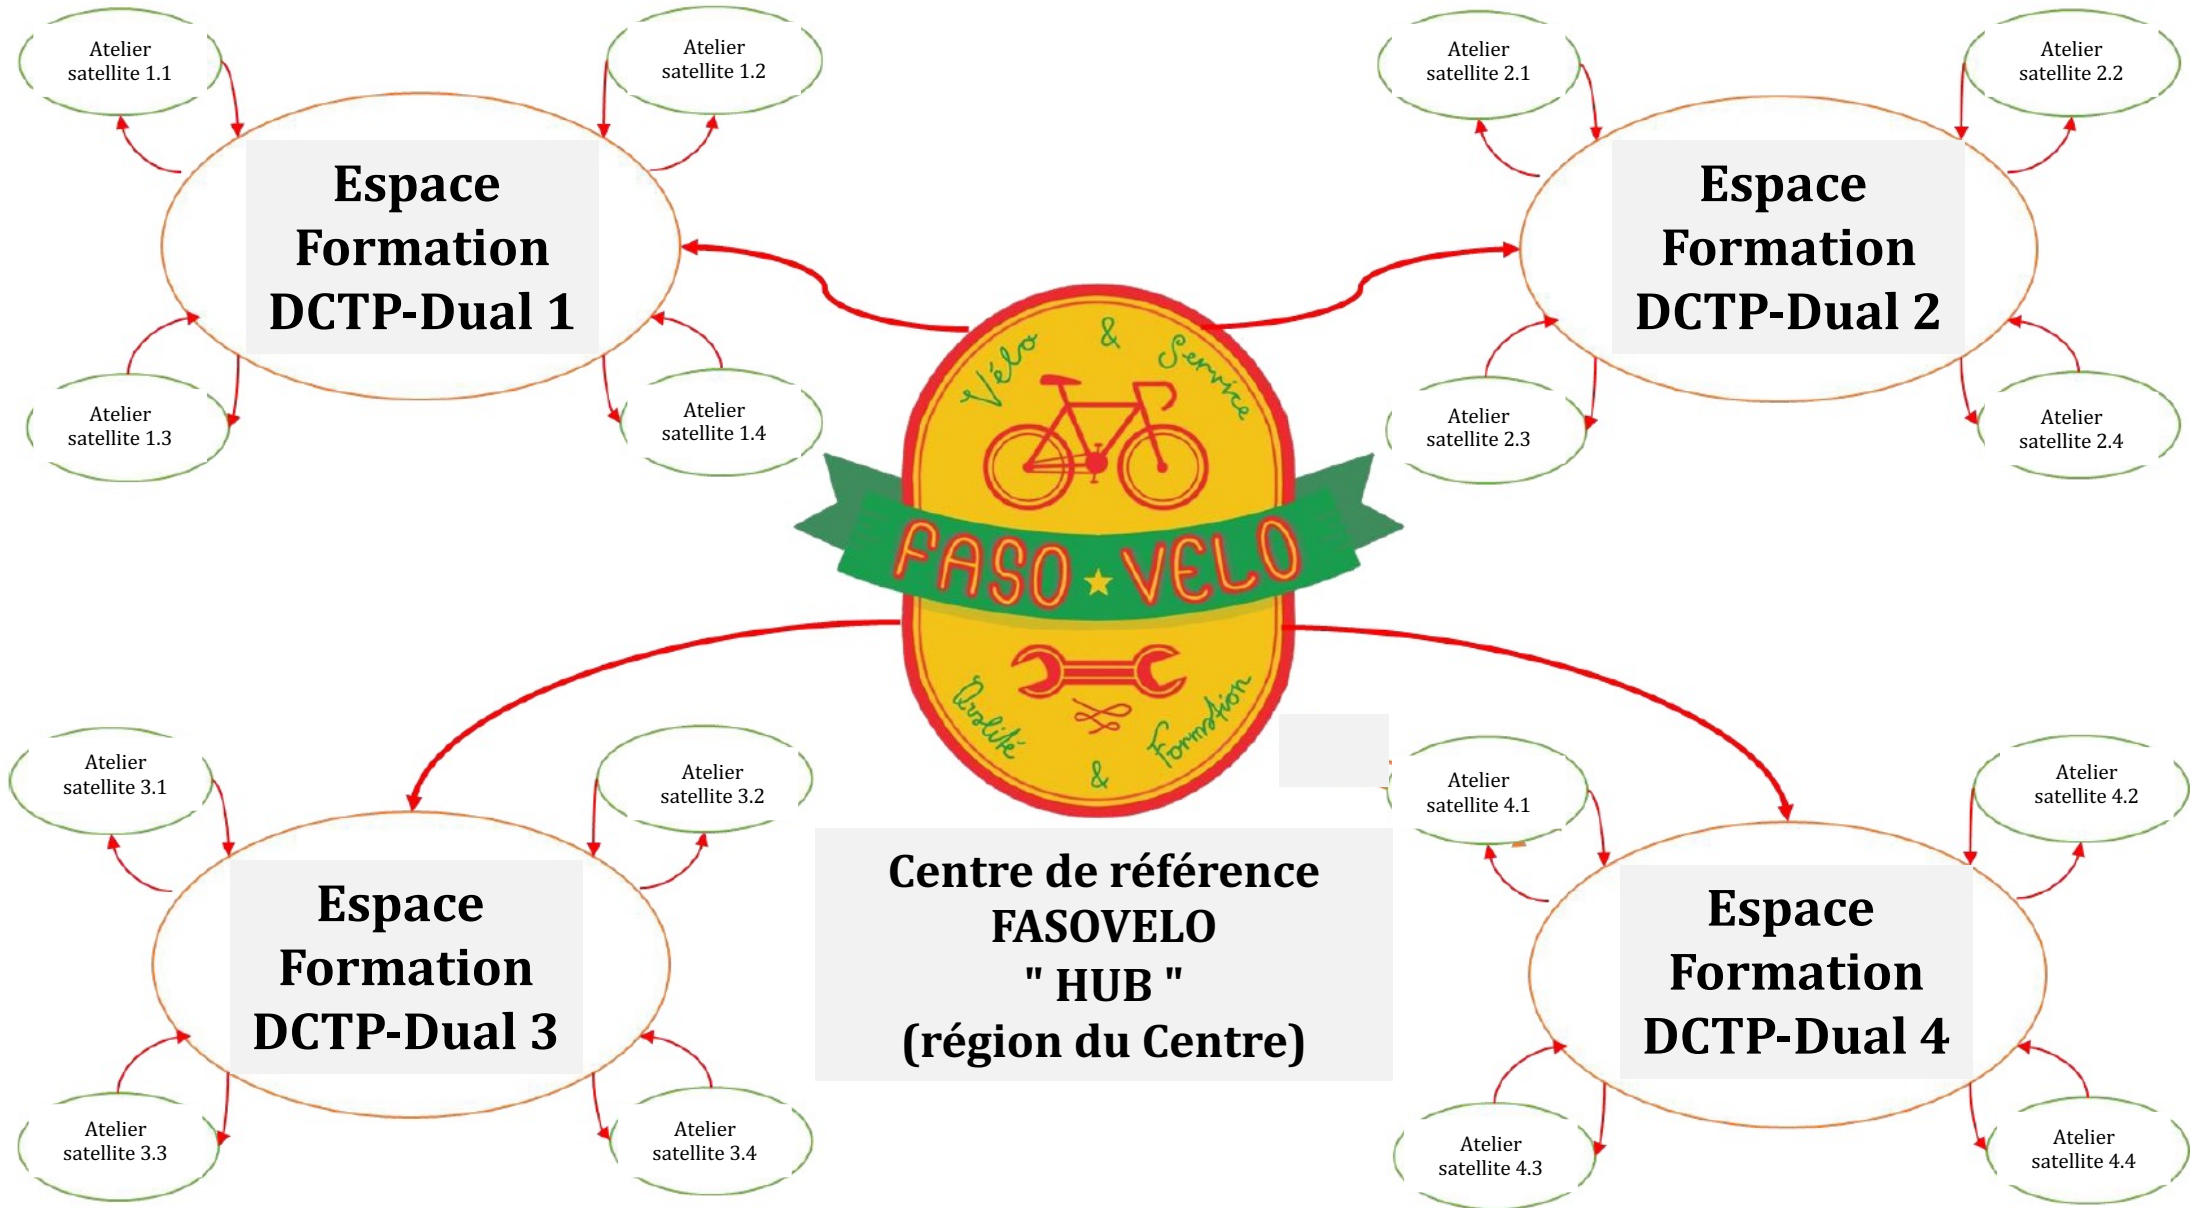 Atelier
satellite 1.1
Atelier
satellite 1.2
Espace
Formation
DCTP-Dual 1
Atelier
satellite 1.3
Atelier
satellite 1.4
Atelier
satellite 2.1
Atelier
satellite 2.2
Espace
Formation
DCTP-Dual 2
Atelier
satellite 2.3
Atelier
satellite 2.4
Vélo & Service
FASO VELO
Qualité & Formation
Centre de référence
FASOVELO
" HUB "
(région du Centre)
Atelier
satellite 3.1
Atelier
satellite 3.2
Espace
Formation
DCTP-Dual 3
Atelier
satellite 3.3
Atelier
satellite 3.4
Atelier
satellite 4.1
Atelier
satellite 4.2
Espace
Formation
DCTP-Dual 4
Atelier
satellite 4.3
Atelier
satellite 4.4